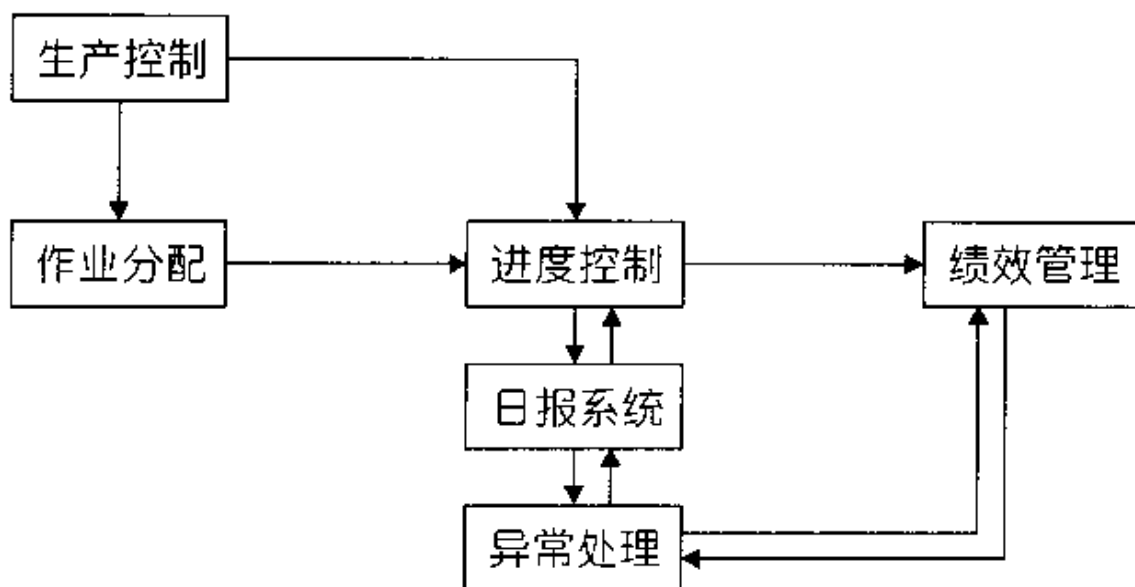 生产控制
作业分配
进度控制
绩效管理
日报系统
异常处理